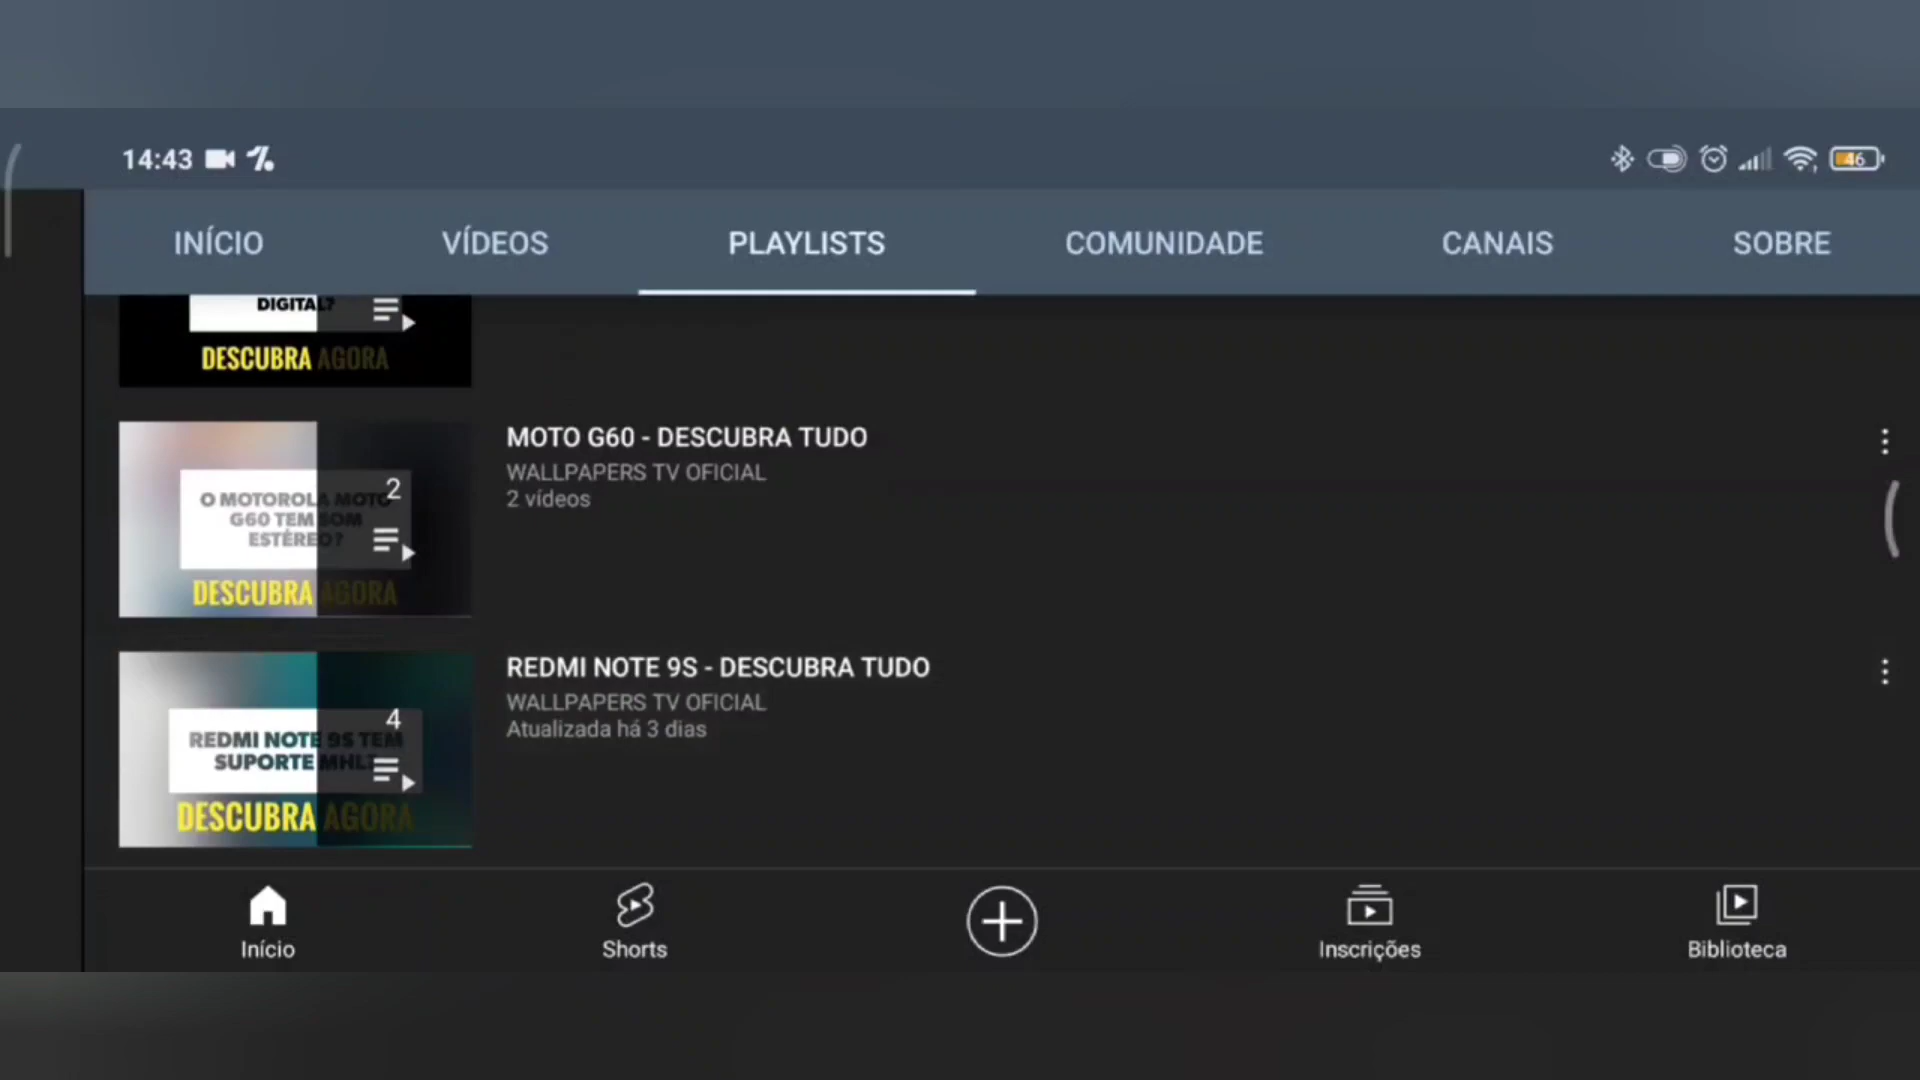 14:43
46
INÍCIO VÍDEOS PLAYLISTS COMUNIDADE CANAIS SOBRE
DIGITAL?
DESCUBRA AGORA
MOTO G60 - DESCUBRA TUDO
WALLPAPERS TV OFICIAL
2 vídeos
2
O MOTOROLA MOTO
G60 TEM SOM
ESTÉREO?
DESCUBRA AGORA
REDMI NOTE 9S - DESCUBRA TUDO
WALLPAPERS TV OFICIAL
Atualizada há 3 dias
4
REDMI NOTE 9S TEM
SUPORTE MHL?
DESCUBRA AGORA
Início Shorts Inscrições Biblioteca